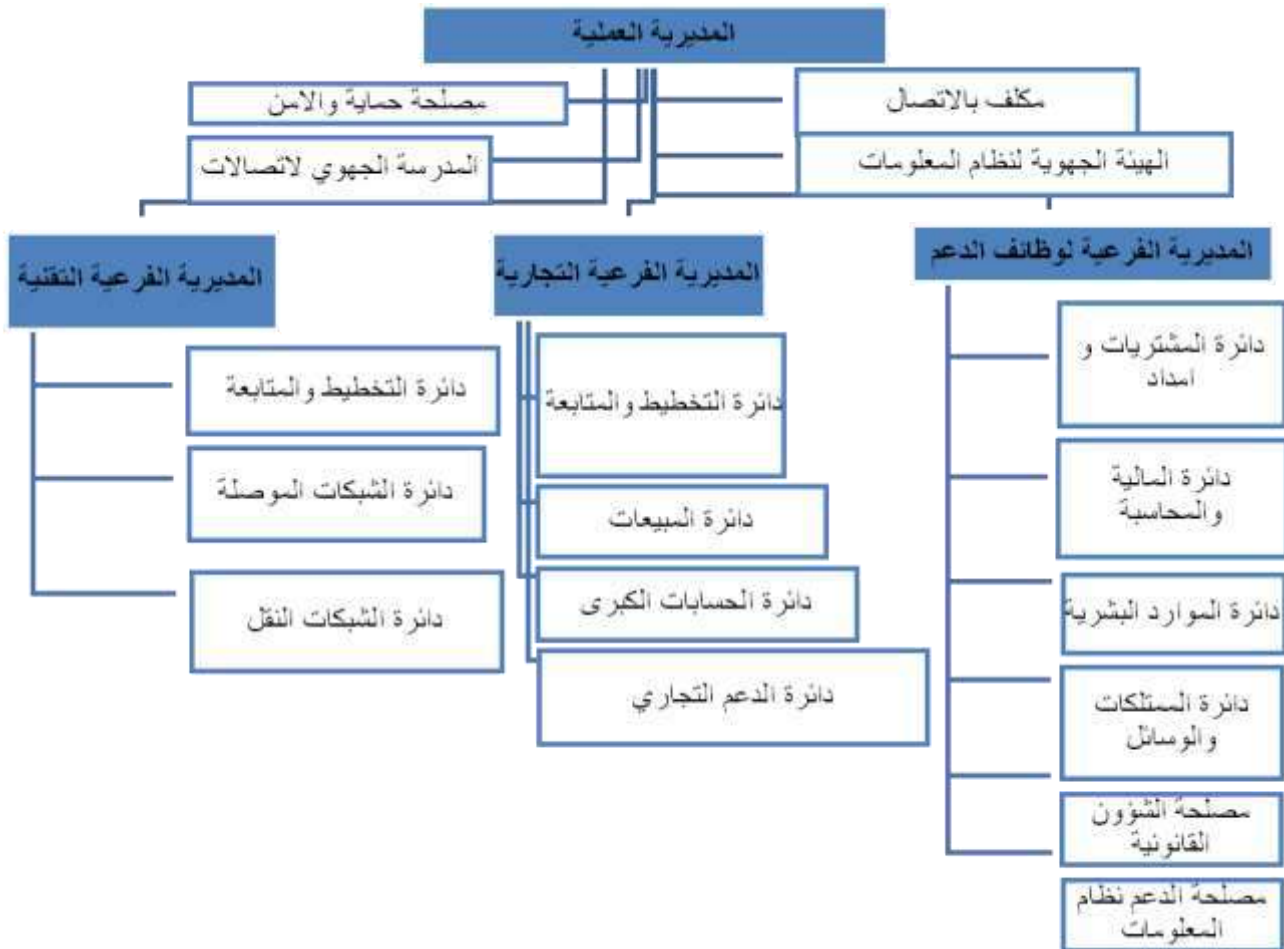 المديرية العملية
مكلف بالاتصال
مصلحة حماية والامن
الهيئة الجهوية لنظام المعلومات
المدرسة الجهوي لاتصالات
المديرية الفرعية لوظائف الدعم
المديرية الفرعية التجارية
المديرية الفرعية التقنية
دائرة المشتريات و
امداد
دائرة المالية
والمحاسبة
دائرة الموارد البشرية
دائرة الممتلكات
والوسائل
مصلحة الشؤون
القانونية
مصلحة الدعم نظام
المعلومات
دائرة التخطيط والمتابعة
دائرة المبيعات
دائرة الحسابات الكبرى
دائرة الدعم التجاري
دائرة التخطيط والمتابعة
دائرة الشبكات الموصلة
دائرة الشبكات النقل